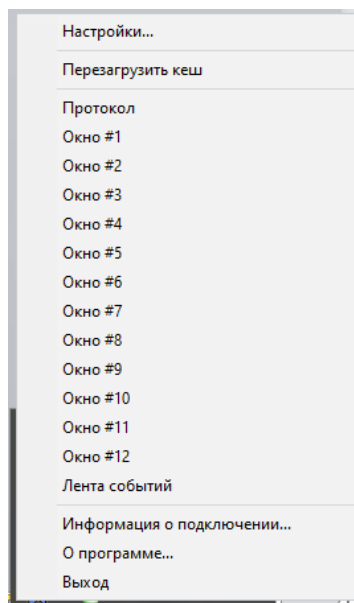 Настройки...
Перезагрузить кеш
Протокол
Окно #1
Окно #2
Окно #3
Окно #4
Окно #5
Окно #6
Окно #7
Окно #8
Окно #9
Окно #10
Окно #11
Окно #12
Лента событий
Информация о подключении...
О программе...
Выход